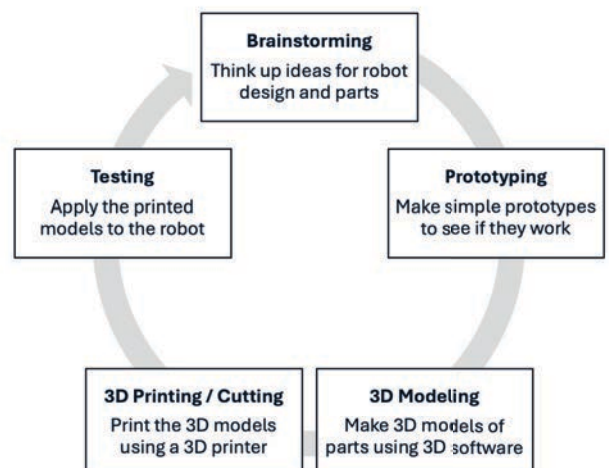 Brainstorming
Think up ideas for robot
design and parts
Prototyping
Make simple prototypes
to see if they work
3D Modeling
Make 3D models of
parts using 3D software
3D Printing / Cutting
Print the 3D models
using a 3D printer
Testing
Apply the printed
models to the robot